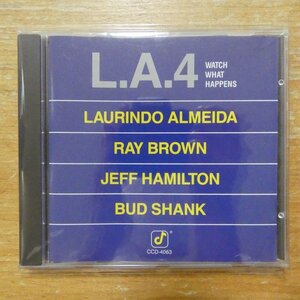 L.A.4
WATCH
WHAT
HAPPENS
LAURINDO ALMEIDA
RAY BROWN
JEFF HAMILTON
BUD SHANK
CCD-4063